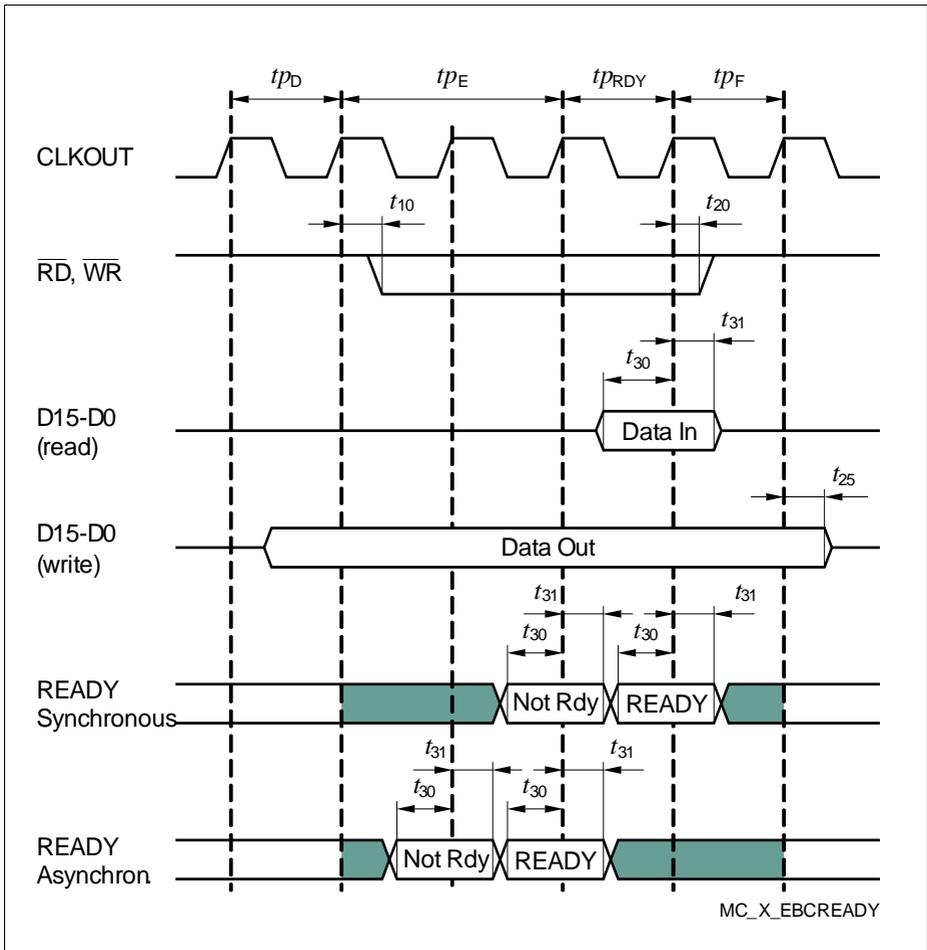 tpD tpE tpRDY tpF
CLKOUT
t10 t20
RD, WR
t31
t30
D15-D0
(read)
Data In
t25
D15-D0
(write)
Data Out
t31 t31
t30 t30
READY
Synchronous
Not Rdy READY
t31 t31
t30 t30
READY
Asynchron.
Not Rdy READY
MC_X_EBCREADY